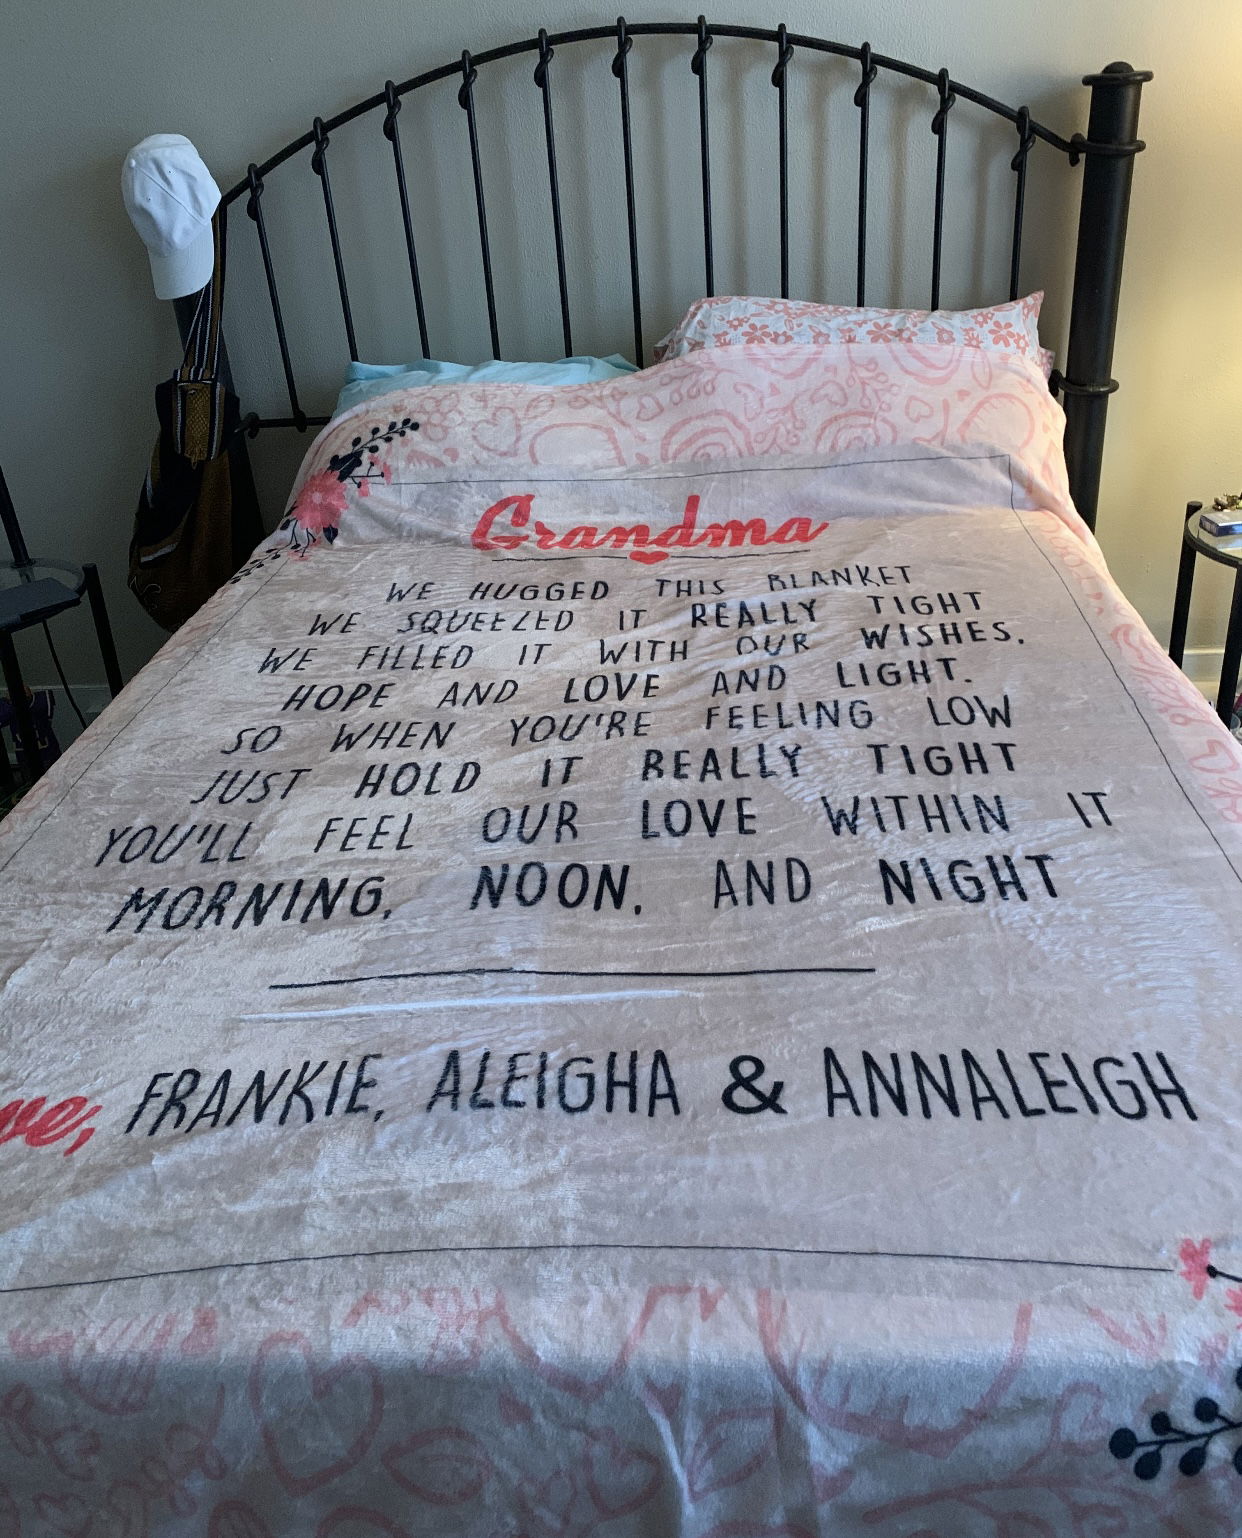 Grandma
WE HUGGED THIS BLANKET
WE SQUEEZED IT REALLY TIGHT
WE FILLED IT WITH OUR WISHES.
HOPE AND LOVE AND LIGHT.
SO WHEN YOU'RE FEELING LOW
JUST HOLD IT REALLY TIGHT
YOU'LL FEEL OUR LOVE WITHIN IT
MORNING, NOON, AND NIGHT
ve, FRANKIE, ALEIGHA & ANNALEIGH